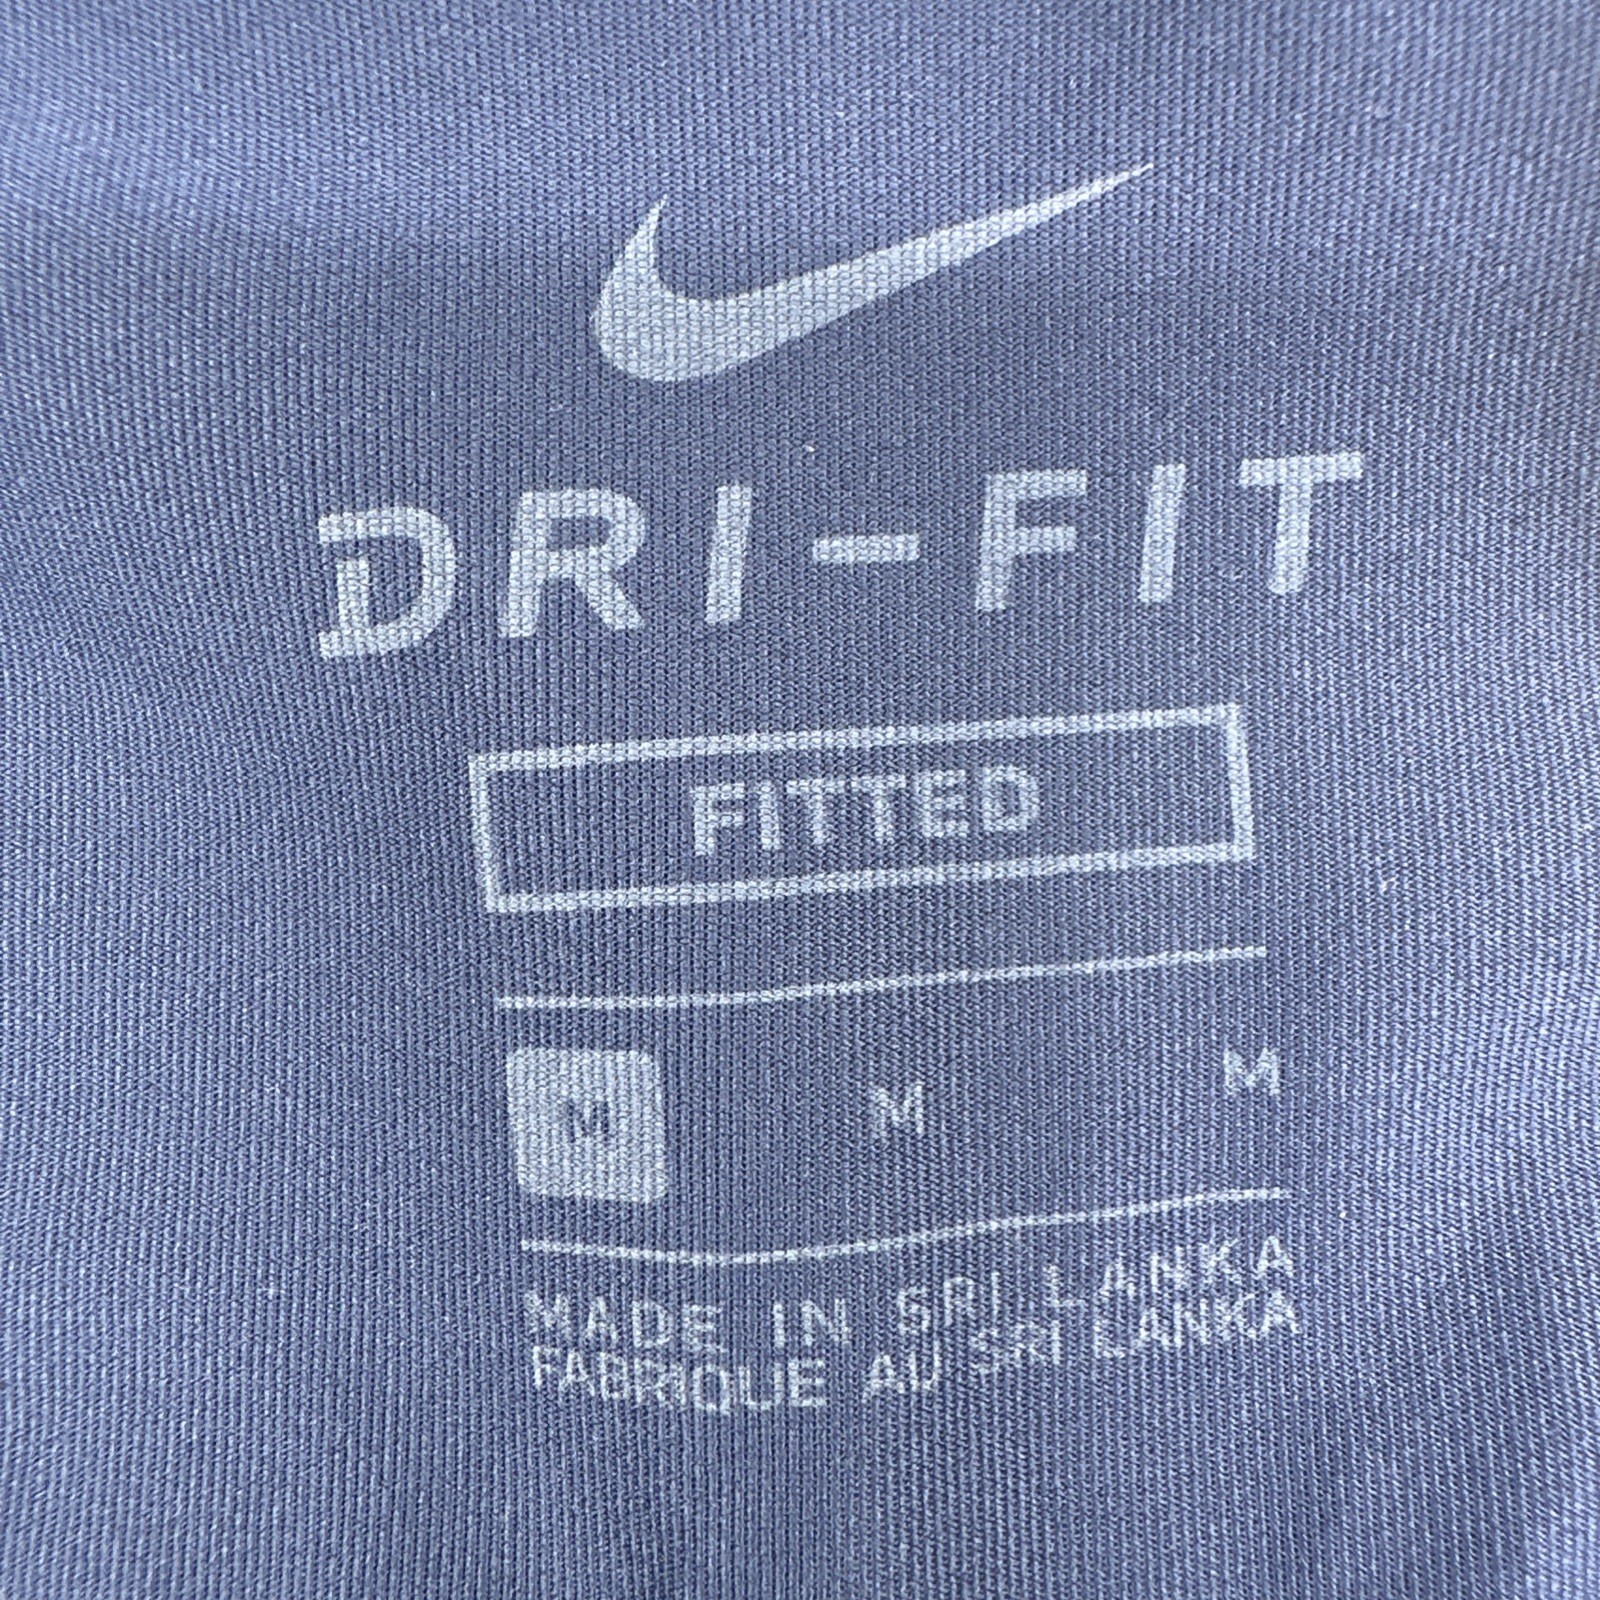 DRI-FIT
FITTED
M M M
MADE IN SRI LANKA
FABRIQUE AU SRI LANKA